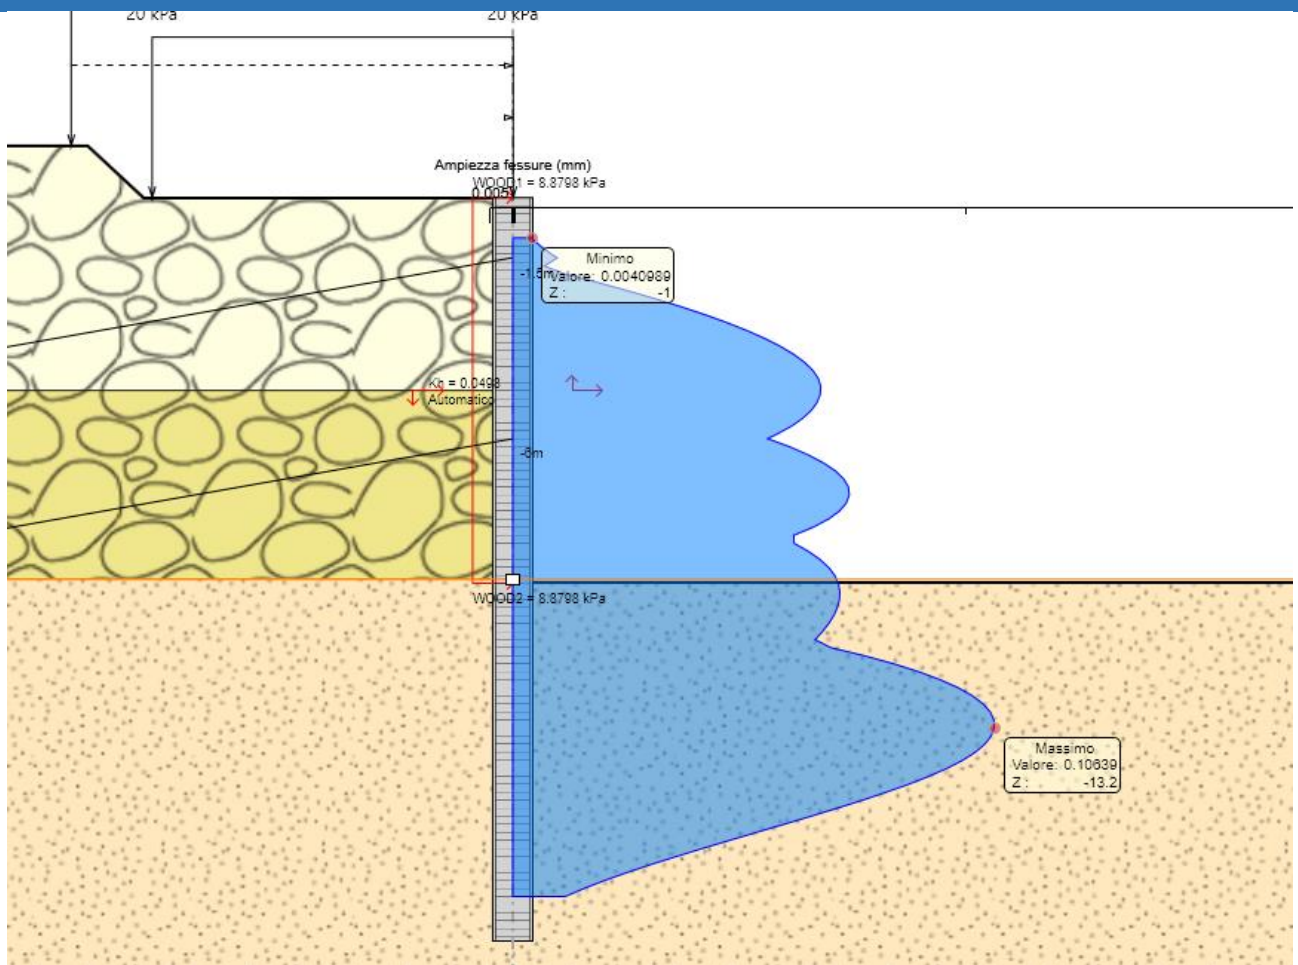 20 kPa
20 kPa
Ampiezza fessure (mm)
WOOD1 = 8.8798 kPa
0.005
Minimo
-1.5m
Valore: 0.0040989
Z : -1
Kh = 0.0498
Automatico
-6m
WOOD2 = 8.8798 kPa
Massimo
Valore: 0.10639
Z : -13.2